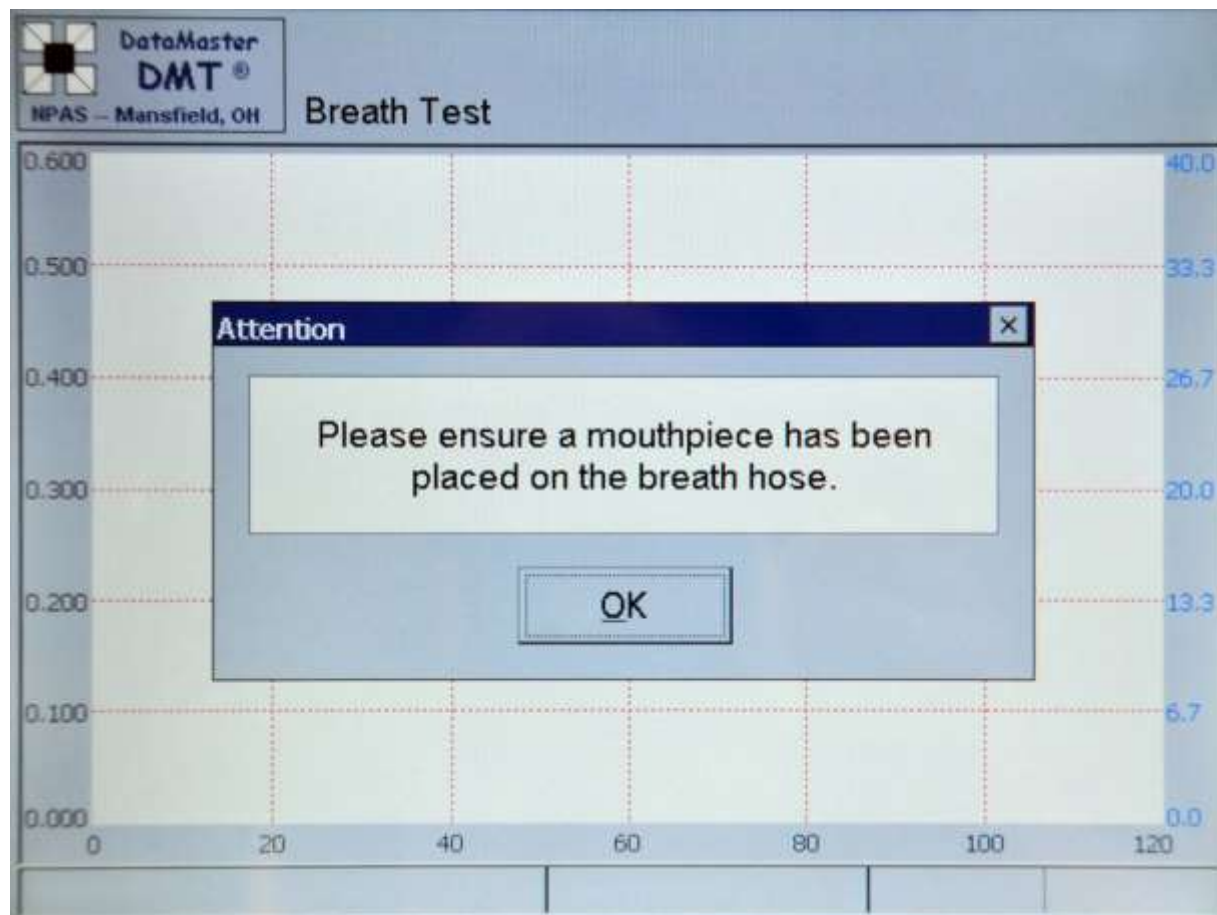 DataMaster
DMT ®
NPAS – Mansfield, OH
Breath Test
0.600
40.0
0.500
33.3
Attention
0.400
26.7
Please ensure a mouthpiece has been
placed on the breath hose.
0.300
20.0
OK
0.200
13.3
0.100
6.7
0.000
0.0
0 20 40 60 80 100 120